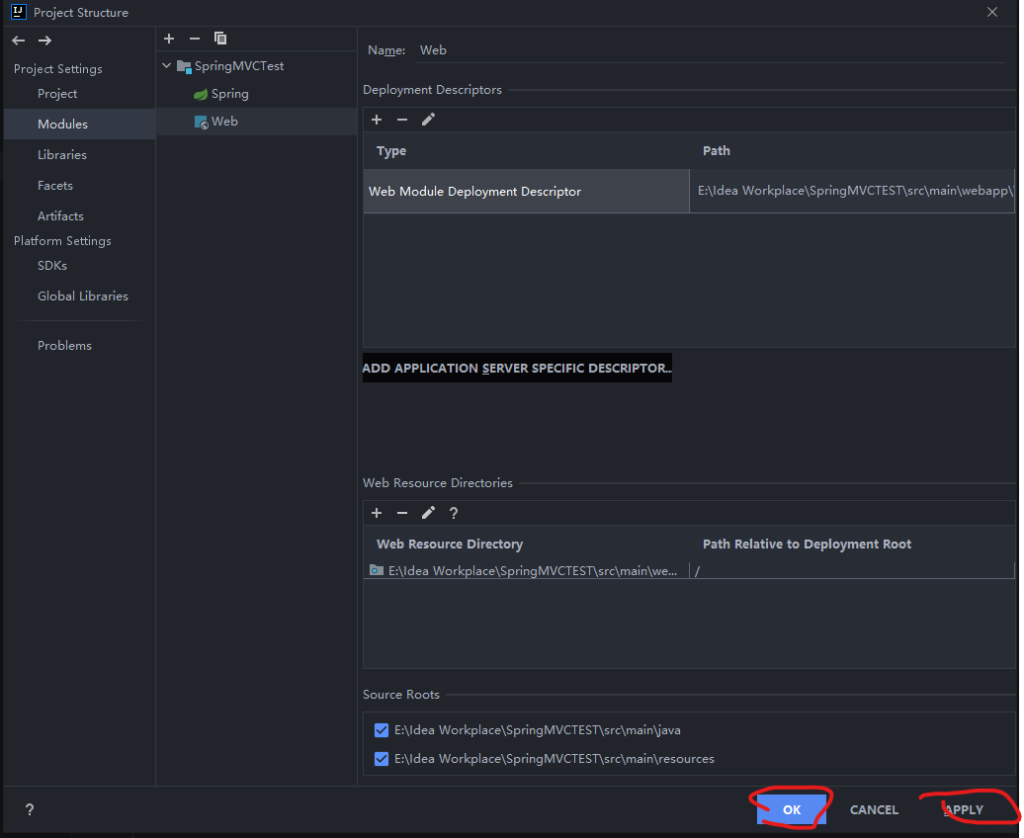 Project Structure
Project Settings
Project
Modules
Libraries
Facets
Artifacts
Platform Settings
SDKs
Global Libraries
Problems
SpringMVCTest
Spring
Web
Name: Web
Deployment Descriptors
Type Path
Web Module Deployment Descriptor E:\Idea Workplace\SpringMVCTEST\src\main\webapp\
ADD APPLICATION SERVER SPECIFIC DESCRIPTOR...
Web Resource Directories
?
Web Resource Directory Path Relative to Deployment Root
E:\Idea Workplace\SpringMVCTEST\src\main\we... /
Source Roots
E:\Idea Workplace\SpringMVCTEST\src\main\java
E:\Idea Workplace\SpringMVCTEST\src\main\resources
? OK CANCEL APPLY